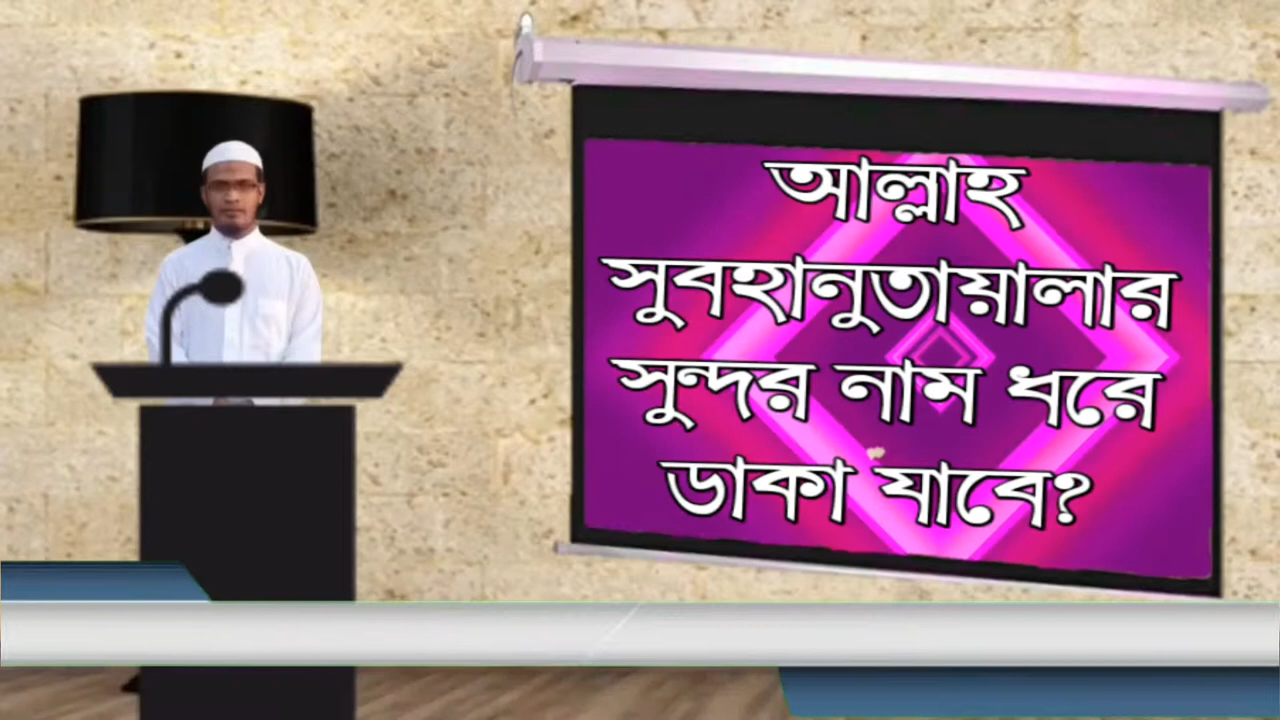 আল্লাহ
সুবহানুতায়ালার
সুন্দর নাম ধরে
ডাকা যাবে?